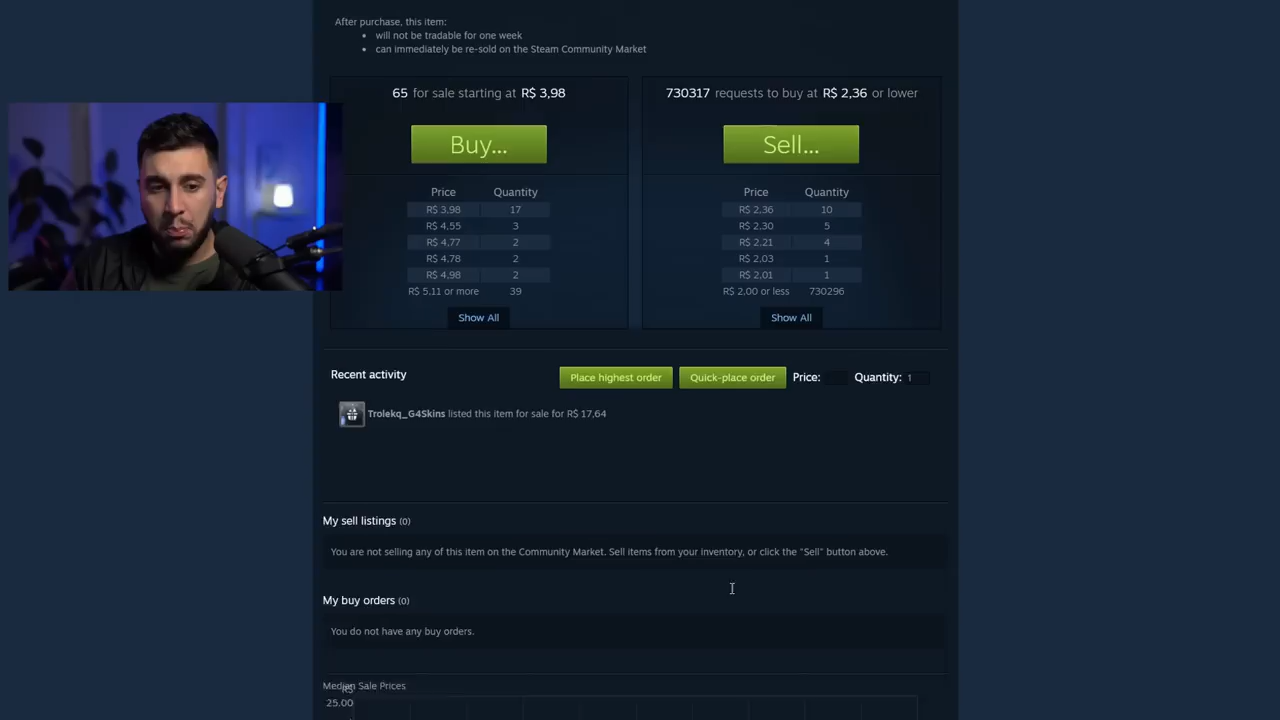 After purchase, this item:
will not be tradable for one week
can immediately be re-sold on the Steam Community Market
65 for sale starting at R$ 3,98
Buy...
Price Quantity
R$ 3,98 17
R$ 4,55 3
R$ 4,77 2
R$ 4,78 2
R$ 4,98 2
R$ 5,11 or more 39
Show All
730317 requests to buy at R$ 2,36 or lower
Sell...
Price Quantity
R$ 2,36 10
R$ 2,30 5
R$ 2,21 4
R$ 2,03 1
R$ 2,01 1
R$ 2,00 or less 730296
Show All
Recent activity
Place highest order
Quick-place order
Price:
Quantity: 1
Trolekq_G4Skins listed this item for sale for R$ 17,64
My sell listings (0)
You are not selling any of this item on the Community Market. Sell items from your inventory, or click the "Sell" button above.
My buy orders (0)
You do not have any buy orders.
Median Sale Prices
R$
25.00